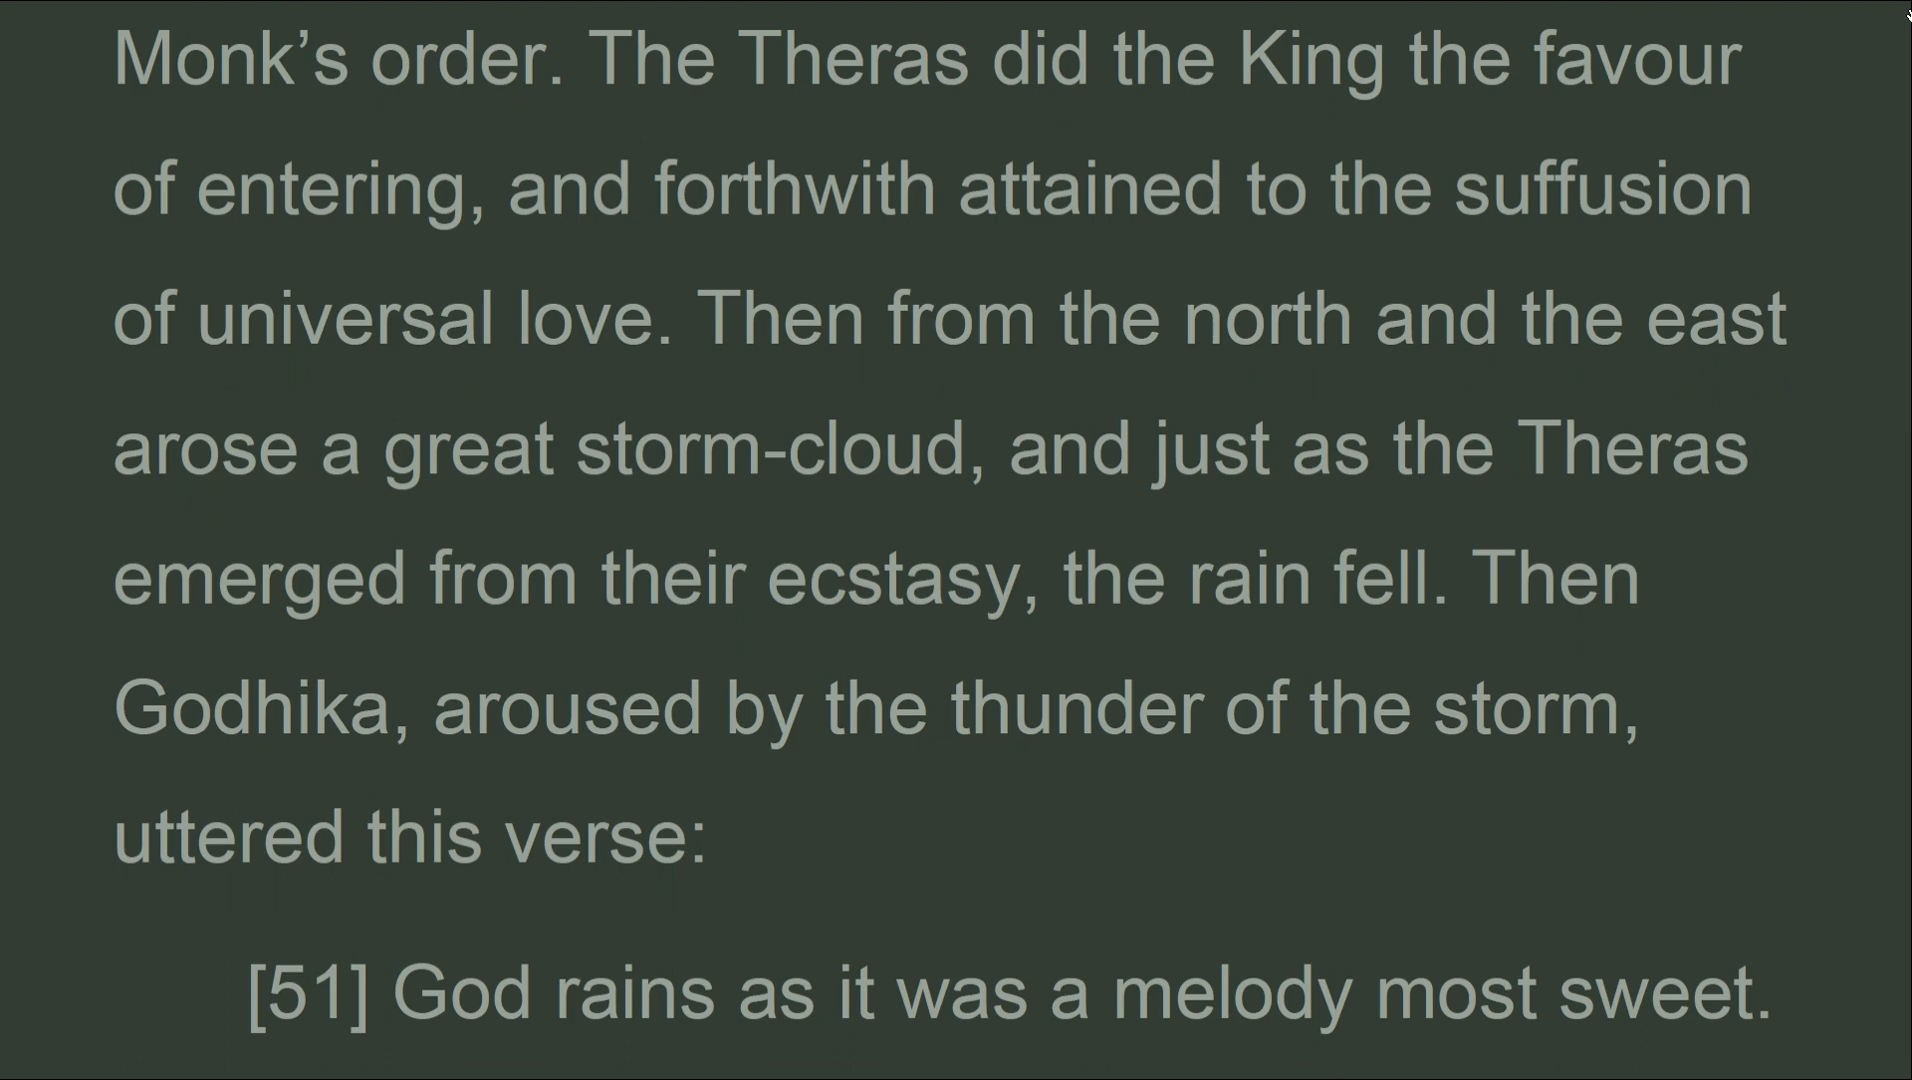 Monk’s order. The Theras did the King the favour
of entering, and forthwith attained to the suffusion
of universal love. Then from the north and the east
arose a great storm-cloud, and just as the Theras
emerged from their ecstasy, the rain fell. Then
Godhika, aroused by the thunder of the storm,
uttered this verse:
[51] God rains as it was a melody most sweet.